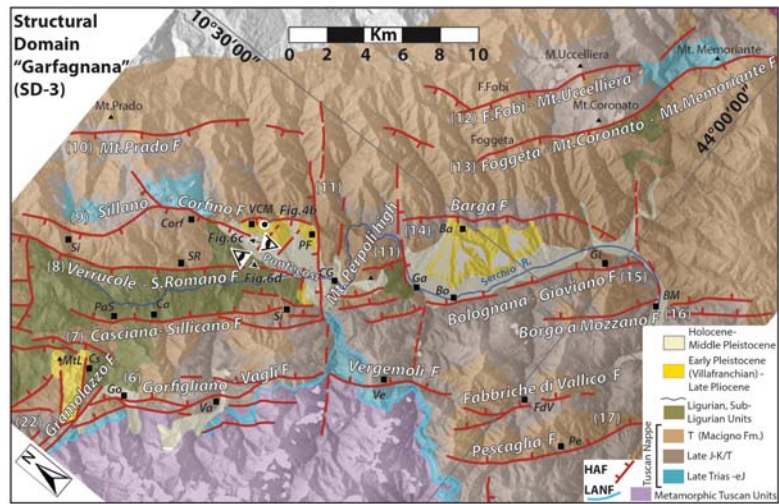 Structural
Domain
"Garfagnana"
(SD-3)
10°30'00"
Km
0 2 4 6 8 10
M.Uccelliera
Mt. Memoriante
F.Fobi
(12) F.Fobi - Mt.Uccelliera
Mt.Coronato
Foggeta
(13) Foggeta - Mt.Coronato - Mt.Memoriante F
44°00'00"
Mt.Prado
(10) Mt.Prado F
(11)
(9) Sillano
Corfino F
VCM
Fig.4b
Corf
Si
Fig.6c
PF
(14)
Barga F
Ba
(11)
SR
Fig.6d
Pontecosi
CG
Mt. Perpoli high
(8) Verrucole - S.Romano F
Serchio R.
Gi
Ga
Bo
(15)
Bolognana - Gioviano F
PaS
Ca
Si
BM
(16)
Borgo a Mozzano F
(7) Casciana- Sillicano F
MtL
Cs
Gramolazzo F
(6)
Go
Gorfigliano
Vagli F
Va
Vergemoli F
Ve
Fabbriche di Vallico F
FdV
(17)
Pescaglia F
Pe
(22)
N
Holocene-
Middle Pleistocene
Early Pleistocene
(Villafranchian) -
Late Pliocene
Ligurian, Sub-
Ligurian Units
Tuscan Nappe
T (Macigno Fm.)
Late J-K/T
Late Trias -eJ
Metamorphic Tuscan Units
HAF
LANF